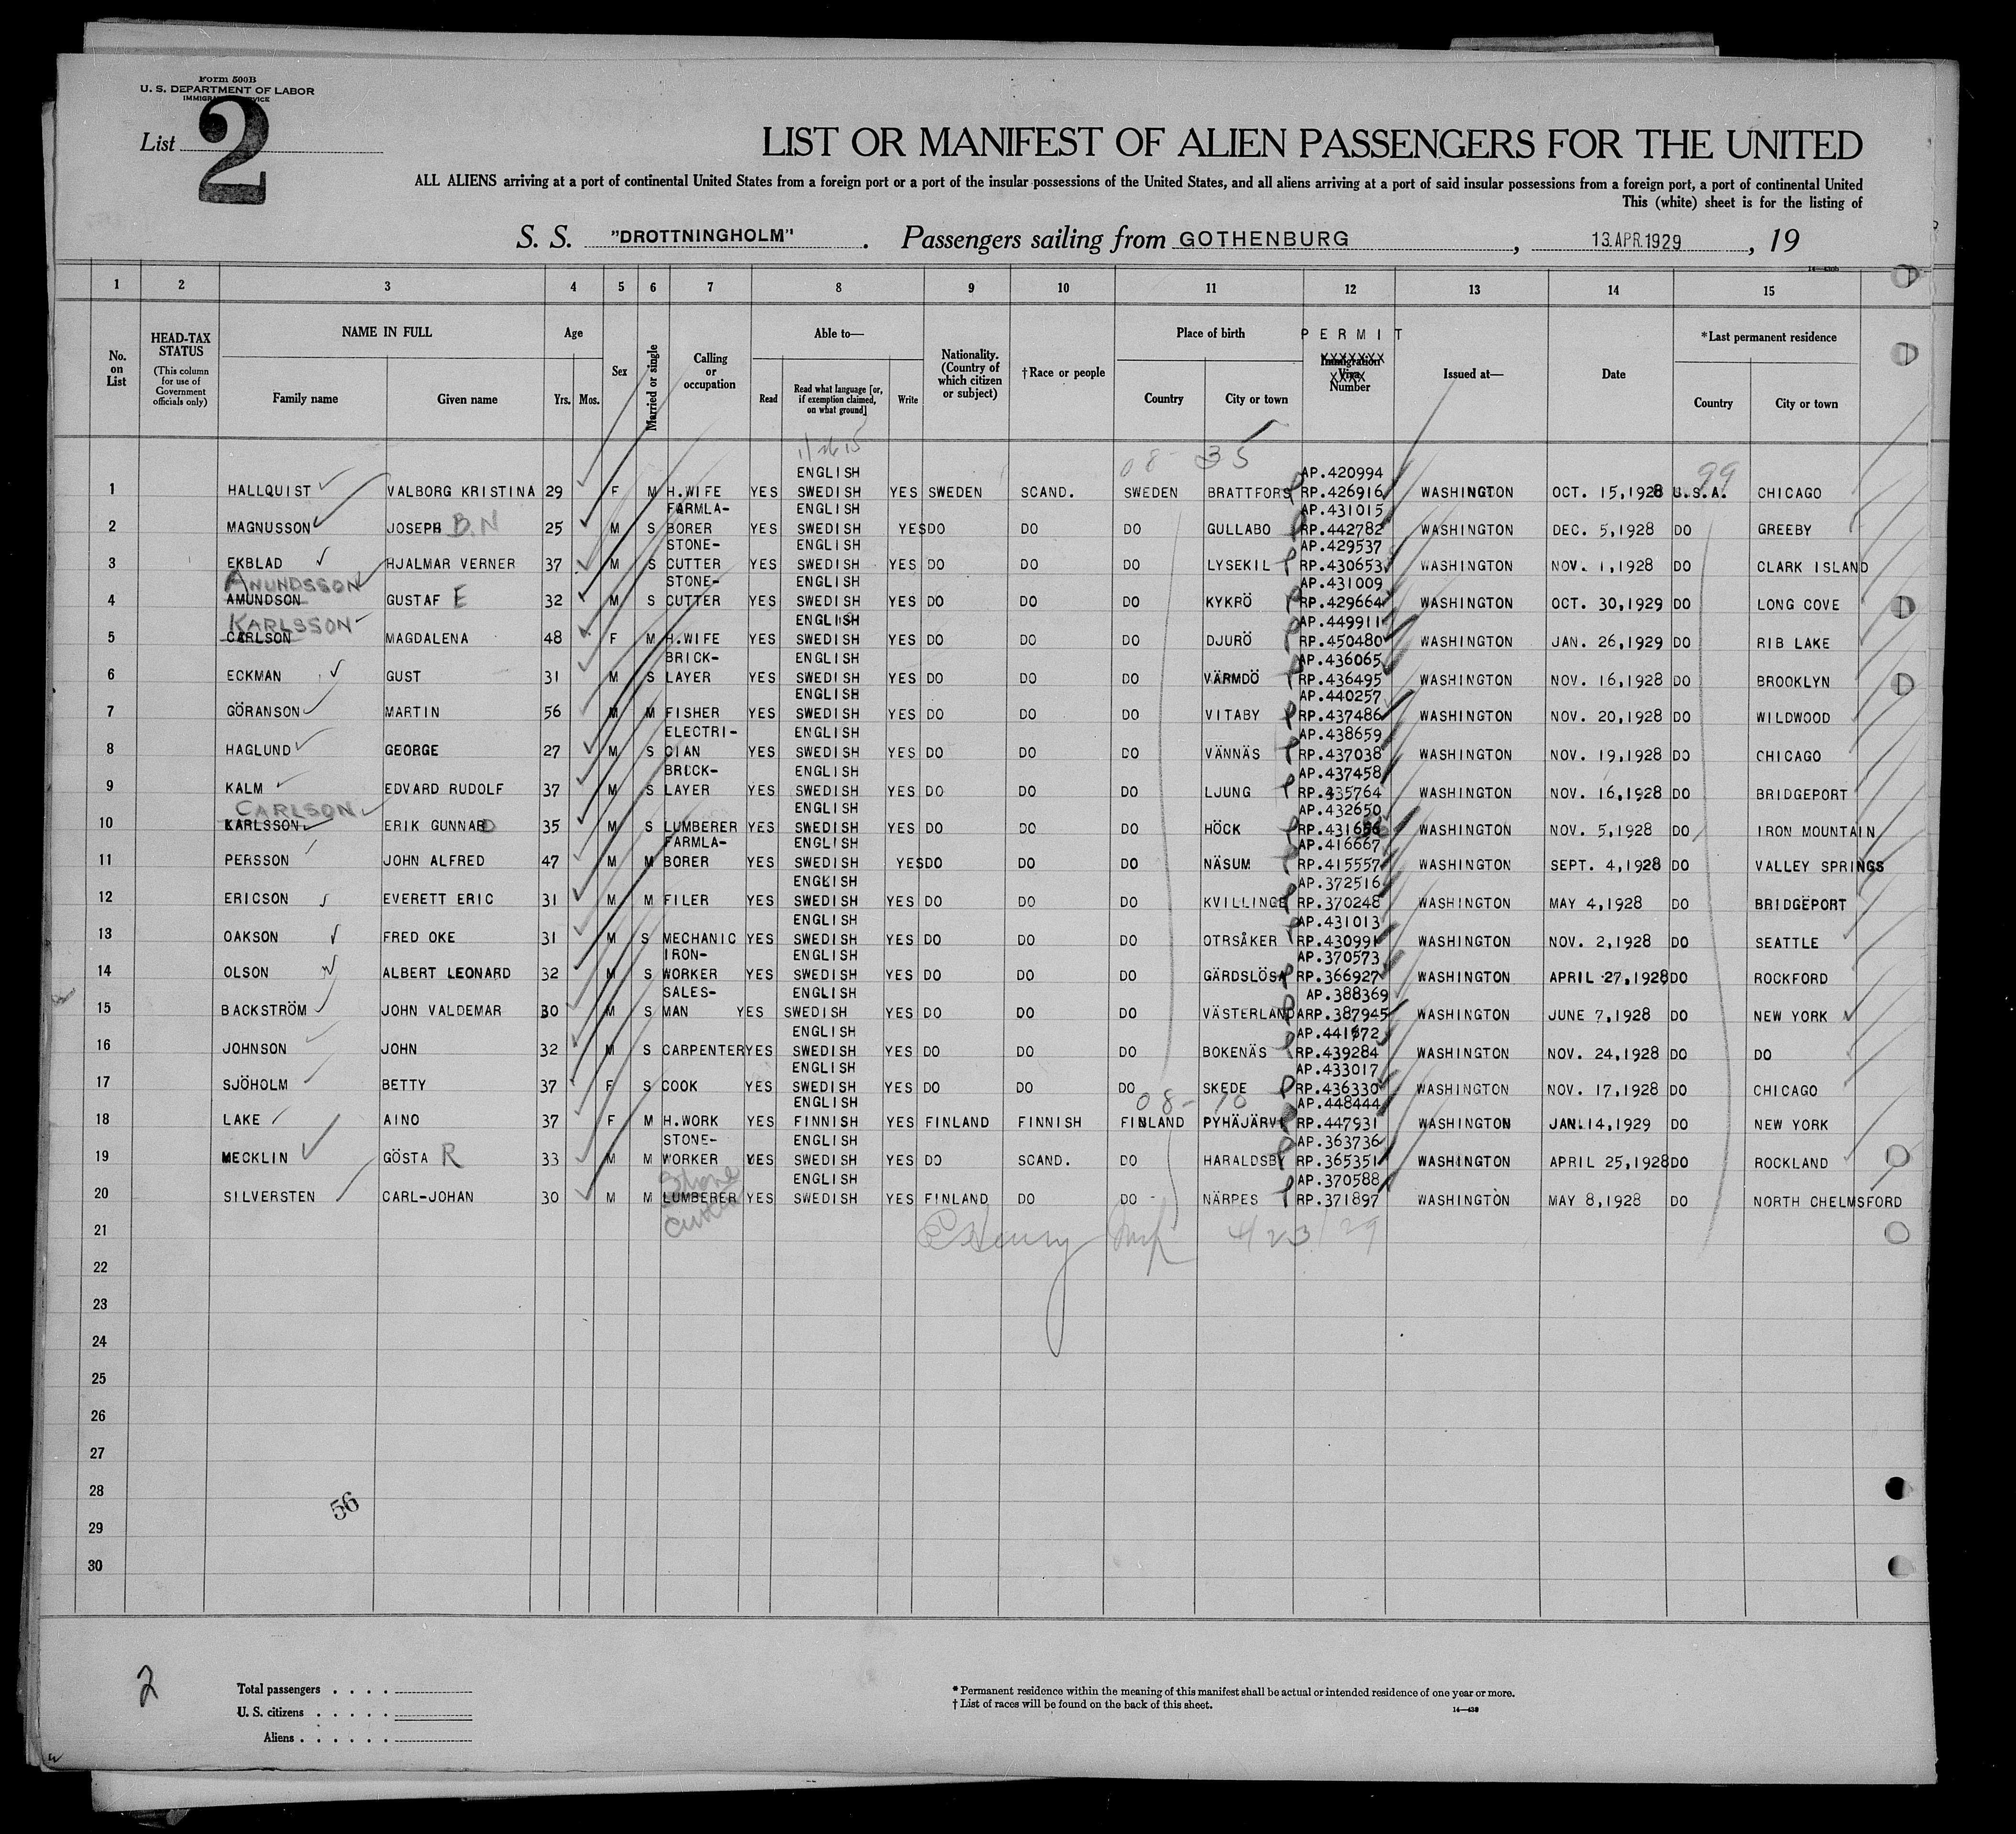 Form 500B
U. S. DEPARTMENT OF LABOR
List 2
LIST OR MANIFEST OF ALIEN PASSENGERS FOR THE UNITED
ALL ALIENS arriving at a port of continental United States from a foreign port or a port of the insular possessions of the United States, and all aliens arriving at a port of said insular possessions from a foreign port, a port of continental United
This (white) sheet is for the listing of
S. S. "DROTTNINGHOLM". Passengers sailing from GOTHENBURG, 13.APR.1929, 19
1 2 3 4 5 6 7 8 9 10 11 12 13 14 15
No. on List
HEAD-TAX STATUS (This column for use of Government officials only)
NAME IN FULL Family name Given name
Age Yrs. Mos.
Sex
Married or single
Calling or occupation
Able to— Read Read what language [or, if exemption claimed, on what ground] Write
Nationality. (Country of which citizen or subject)
†Race or people
Place of birth Country City or town
PERMIT Immigration Visa Number
Issued at—
Date
*Last permanent residence Country City or town
08- 35 99
ENGLISH AP.420994
1 HALLQUIST VALBORG KRISTINA 29 F M H.WIFE YES SWEDISH YES SWEDEN SCAND. SWEDEN BRATTFORS RP.426916 WASHINGTON OCT. 15,1928 U.S.A. CHICAGO
FARMLA- ENGLISH AP.431015
2 MAGNUSSON JOSEPH B.N 25 M S BORER YES SWEDISH YES DO DO DO GULLABO RP.442782 WASHINGTON DEC. 5,1928 DO GREEBY
STONE- ENGLISH AP.429537
3 EKBLAD HJALMAR VERNER 37 M S CUTTER YES SWEDISH YES DO DO DO LYSEKIL RP.430653 WASHINGTON NOV. 1,1928 DO CLARK ISLAND
ANUNDSSON STONE- ENGLISH AP.431009
4 AMUNDSON GUSTAF E 32 M S CUTTER YES SWEDISH YES DO DO DO KYKRÖ RP.429664 WASHINGTON OCT. 30,1929 DO LONG COVE
KARLSSON ENGLISH AP.449911
5 CARLSON MAGDALENA 48 F M H.WIFE YES SWEDISH YES DO DO DO DJURÖ RP.450480 WASHINGTON JAN. 26,1929 DO RIB LAKE
BRICK- ENGLISH AP.436065
6 ECKMAN GUST 31 M S LAYER YES SWEDISH YES DO DO DO VÄRMDÖ RP.436495 WASHINGTON NOV. 16,1928 DO BROOKLYN
ENGLISH AP.440257
7 GÖRANSON MARTIN 56 M M FISHER YES SWEDISH YES DO DO DO VITABY RP.437486 WASHINGTON NOV. 20,1928 DO WILDWOOD
ELECTRI- ENGLISH AP.438659
8 HAGLUND GEORGE 27 M S CIAN YES SWEDISH YES DO DO DO VÄNNÄS RP.437038 WASHINGTON NOV. 19,1928 DO CHICAGO
BRICK- ENGLISH AP.437458
9 KALM EDVARD RUDOLF 37 M S LAYER YES SWEDISH YES DO DO DO LJUNG RP.435764 WASHINGTON NOV. 16,1928 DO BRIDGEPORT
CARLSON ENGLISH AP.432650
10 KARLSSON ERIK GUNNAR 35 M S LUMBERER YES SWEDISH YES DO DO DO HÖCK WASHINGTON NOV. 5,1928 DO IRON MOUNTAIN
FARMLA- ENGLISH AP.416667
11 PERSSON JOHN ALFRED 47 M M BORER YES SWEDISH YES DO DO DO NÄSUM RP.415557 WASHINGTON SEPT. 4,1928 DO VALLEY SPRINGS
ENGLISH AP.372516
12 ERICSON EVERETT ERIC 31 M M FILER YES SWEDISH YES DO DO DO KVILLINGE RP.370248 WASHINGTON MAY 4,1928 DO BRIDGEPORT
ENGLISH AP.431013
13 OAKSON FRED OKE 31 M S MECHANIC YES SWEDISH YES DO DO DO OTRSÅKER RP.430991 WASHINGTON NOV. 2,1928 DO SEATTLE
IRON- ENGLISH AP.370573
14 OLSON ALBERT LEONARD 32 M S WORKER YES SWEDISH YES DO DO DO GÄRDSLÖSA RP.366927 WASHINGTON APRIL 27,1928 DO ROCKFORD
SALES- ENGLISH AP.388369
15 BACKSTRÖM JOHN VALDEMAR 30 M S MAN YES SWEDISH YES DO DO DO VÄSTERLANDA RP.387945 WASHINGTON JUNE 7,1928 DO NEW YORK
ENGLISH AP.441872
16 JOHNSON JOHN 32 M S CARPENTER YES SWEDISH YES DO DO DO BOKENÄS RP.439284 WASHINGTON NOV. 24,1928 DO DO
ENGLISH AP.433017
17 SJÖHOLM BETTY 37 F S COOK YES SWEDISH YES DO DO DO SKEDE RP.436330 WASHINGTON NOV. 17,1928 DO CHICAGO
ENGLISH 08- 10 AP.448444
18 LAKE AINO 37 F M H.WORK YES FINNISH YES FINLAND FINNISH FINLAND PYHÄJÄRVI RP.447931 WASHINGTON JAN.14,1929 DO NEW YORK
STONE- ENGLISH AP.363736
19 MECKLIN GÖSTA R 33 M M WORKER YES SWEDISH YES DO SCAND. DO HARALDSBY RP.365351 WASHINGTON APRIL 25,1928 DO ROCKLAND
Stone ENGLISH AP.370588
20 SILVERSTEN CARL-JOHAN 30 M M LUMBERER YES SWEDISH YES FINLAND DO DO NÄRPES RP.371897 WASHINGTON MAY 8,1928 DO NORTH CHELMSFORD
Cutter
21 4/23/29
22
23
24
25
26
27
28
56
29
30
2
Total passengers
U. S. citizens
Aliens
* Permanent residence within the meaning of this manifest shall be actual or intended residence of one year or more.
† List of races will be found on the back of this sheet.